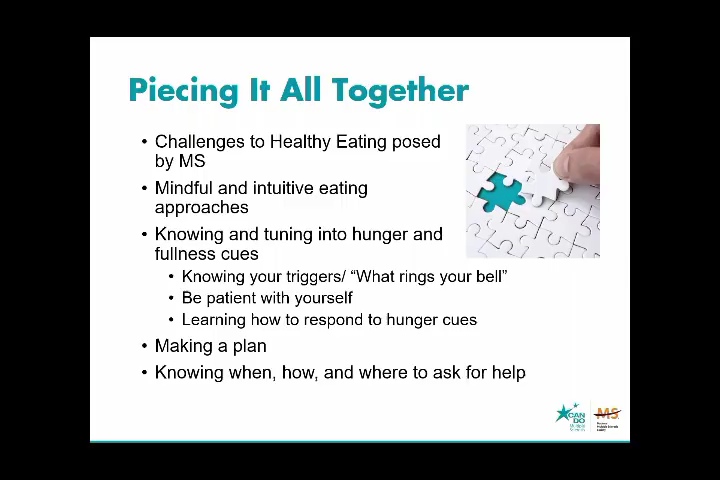 Piecing It All Together
• Challenges to Healthy Eating posed
by MS
• Mindful and intuitive eating
approaches
• Knowing and tuning into hunger and
fullness cues
• Knowing your triggers/ “What rings your bell”
• Be patient with yourself
• Learning how to respond to hunger cues
• Making a plan
• Knowing when, how, and where to ask for help
CAN
DO
Multiple
Sclerosis
MS